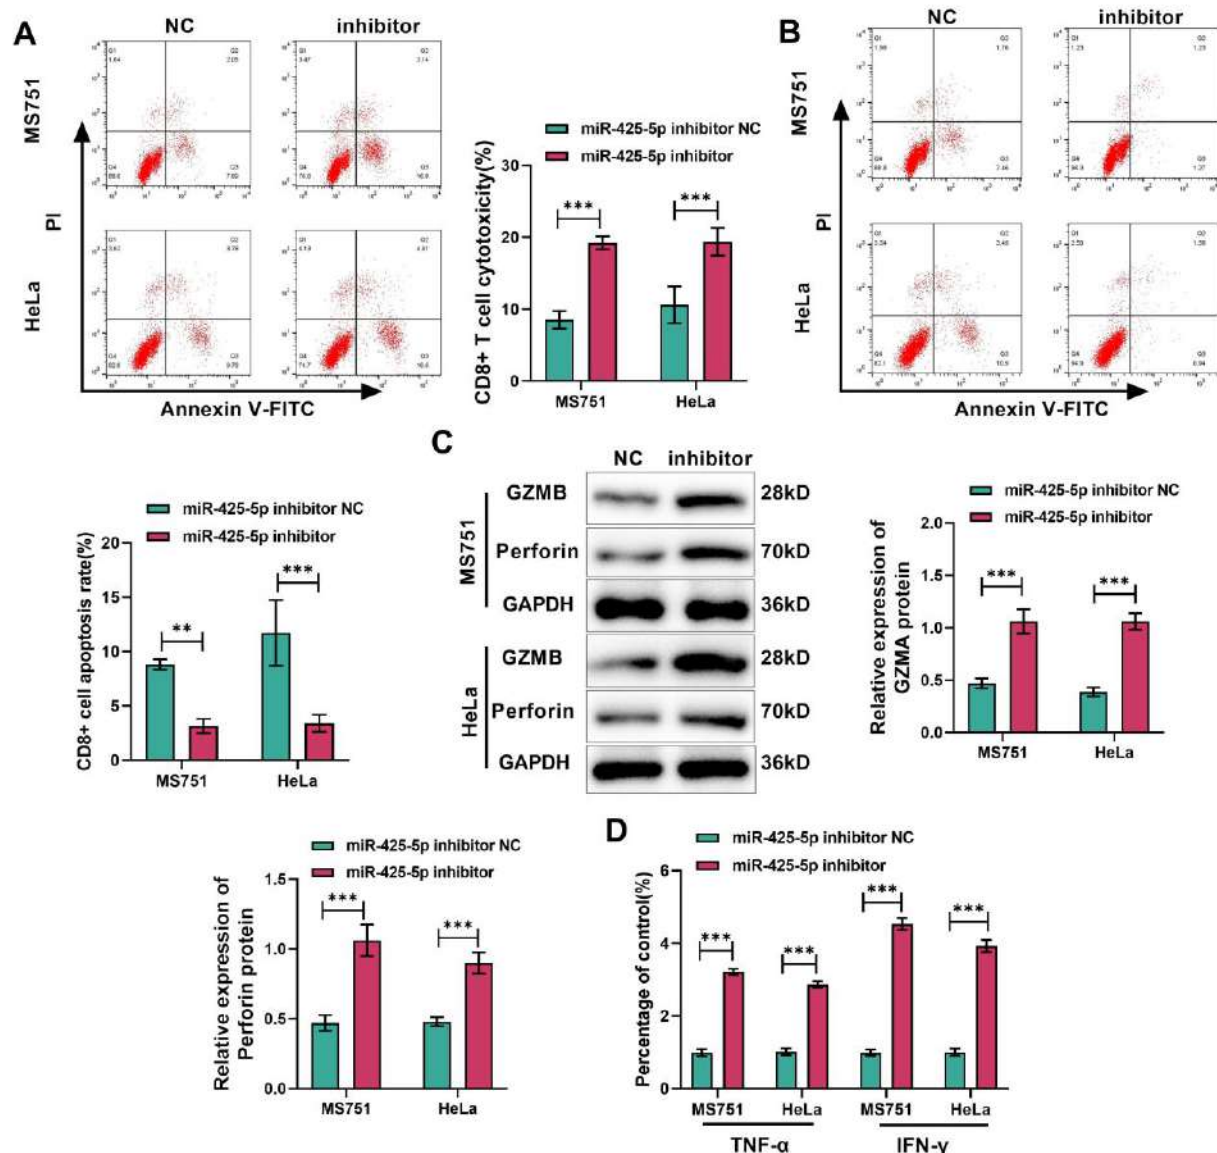 A
NC
inhibitor
MS751
HeLa
PI
Annexin V-FITC
miR-425-5p inhibitor NC
miR-425-5p inhibitor
CD8+ T cell cytotoxicity(%)
30
20
10
0
***
***
MS751
HeLa
B
NC
inhibitor
MS751
HeLa
PI
Annexin V-FITC
miR-425-5p inhibitor NC
miR-425-5p inhibitor
CD8+ cell apoptosis rate(%)
20
15
10
5
0
**
***
MS751
HeLa
C
NC
inhibitor
MS751
GZMB
28kD
Perforin
70kD
GAPDH
36kD
HeLa
GZMB
28kD
Perforin
70kD
GAPDH
36kD
miR-425-5p inhibitor NC
miR-425-5p inhibitor
Relative expression of
GZMA protein
2.0
1.5
1.0
0.5
0.0
***
***
MS751
HeLa
miR-425-5p inhibitor NC
miR-425-5p inhibitor
Relative expression of
Perforin protein
1.5
1.0
0.5
0.0
***
***
MS751
HeLa
D
miR-425-5p inhibitor NC
miR-425-5p inhibitor
Percentage of control(%)
6
4
2
0
***
***
***
***
MS751
HeLa
MS751
HeLa
TNF-α
IFN-γ